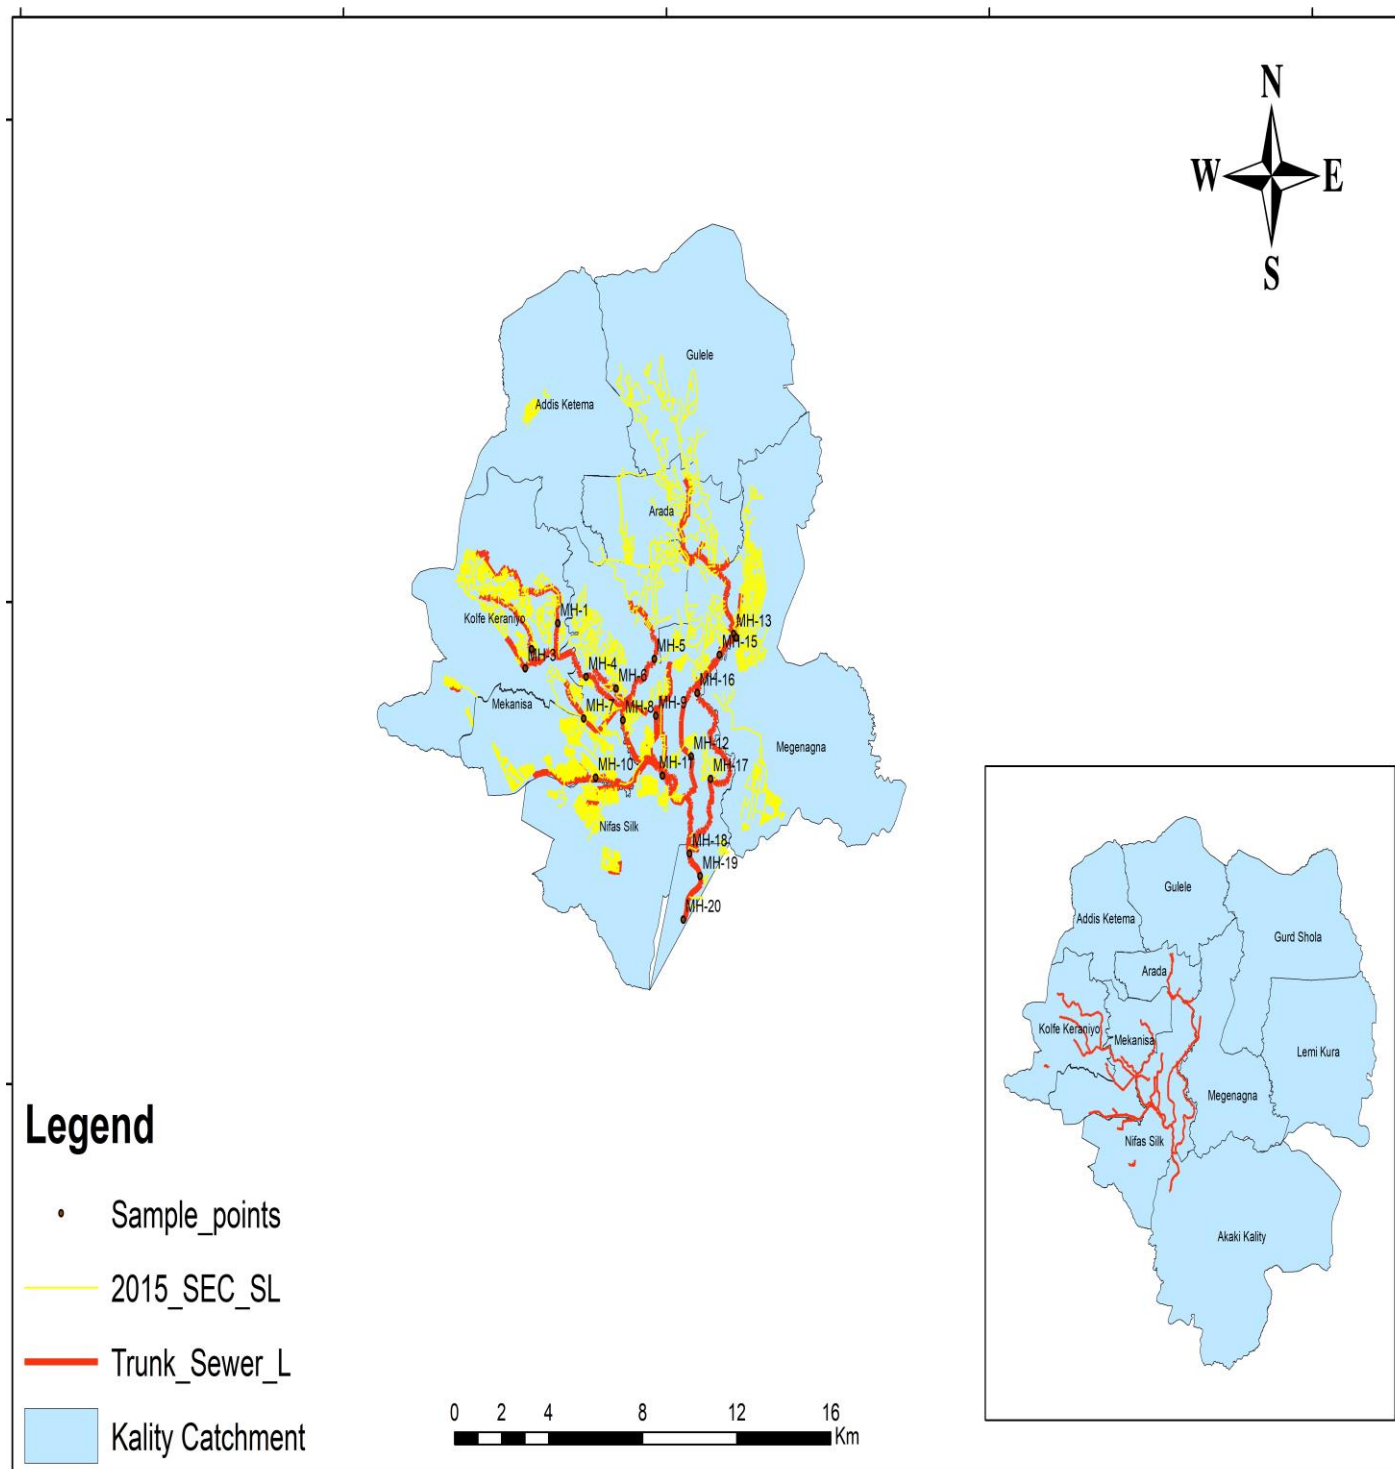 N
W E
S
Gulele
Addis Ketema
Arada
Kolfe Keraniyo
MH-1
MH-13
MH-3
MH-4
MH-5
MH-15
MH-6
MH-16
Mekanisa
MH-7
MH-8
MH-9
MH-12
Megenagna
MH-10
MH-11
MH-17
Nifas Silk
MH-18
MH-19
MH-20
Gulele
Addis Ketema
Gurd Shola
Arada
Kolfe Keraniyo
Mekanisa
Lemi Kura
Megenagna
Nifas Silk
Akaki Kality
Legend
Sample_points
2015_SEC_SL
Trunk_Sewer_L
Kality Catchment
0 2 4 8 12 16
Km